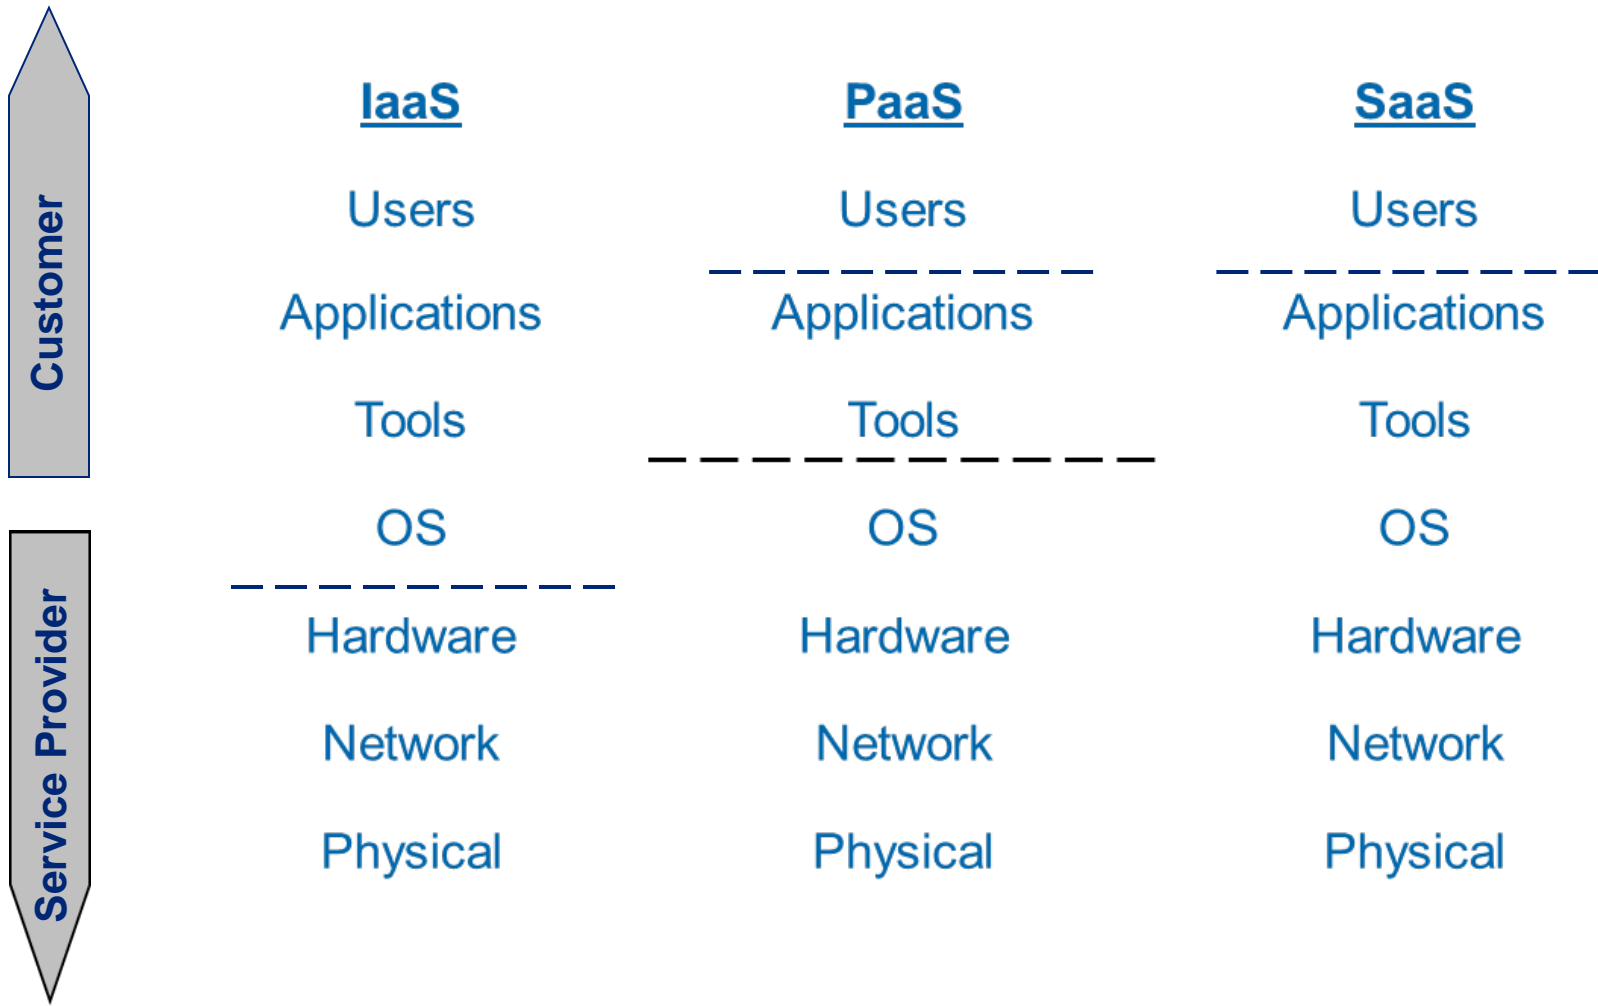 Customer
Service Provider
IaaS
Users
Applications
Tools
OS
Hardware
Network
Physical
PaaS
Users
Applications
Tools
OS
Hardware
Network
Physical
SaaS
Users
Applications
Tools
OS
Hardware
Network
Physical